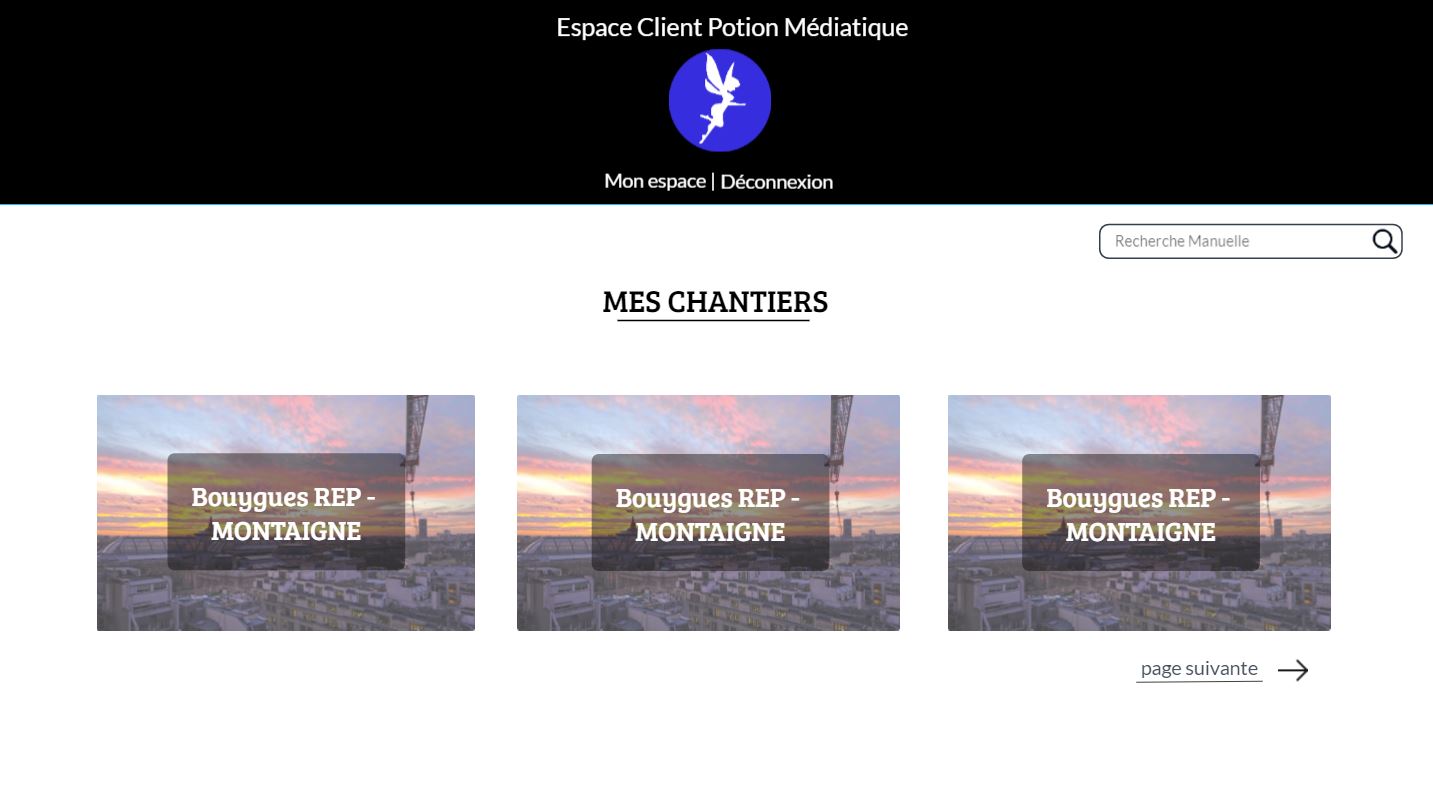 Espace Client Potion Médiatique
Mon espace | Déconnexion
Recherche Manuelle
MES CHANTIERS
Bouygues REP -
MONTAIGNE
Bouygues REP -
MONTAIGNE
Bouygues REP -
MONTAIGNE
page suivante